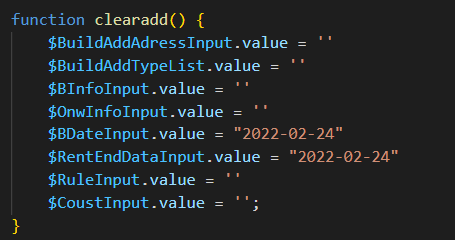 function clearadd() {
$BuildAddAdressInput.value = ''
$BuildAddTypeList.value = ''
$BInfoInput.value = ''
$OnwInfoInput.value = ''
$BDateInput.value = "2022-02-24"
$RentEndDataInput.value = "2022-02-24"
$RuleInput.value = ''
$CoustInput.value = '';
}